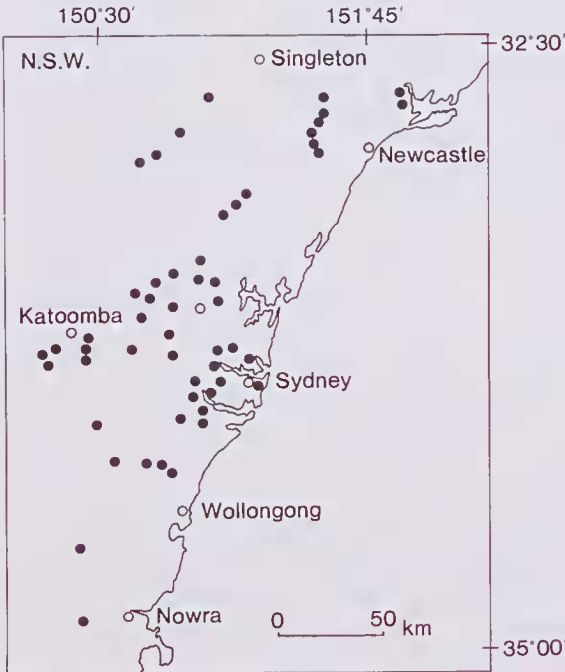 150°30'
151°45'
32°30'
N.S.W.
Singleton
Newcastle
Katoomba
Sydney
Wollongong
Nowra
0 50 km
35°00'